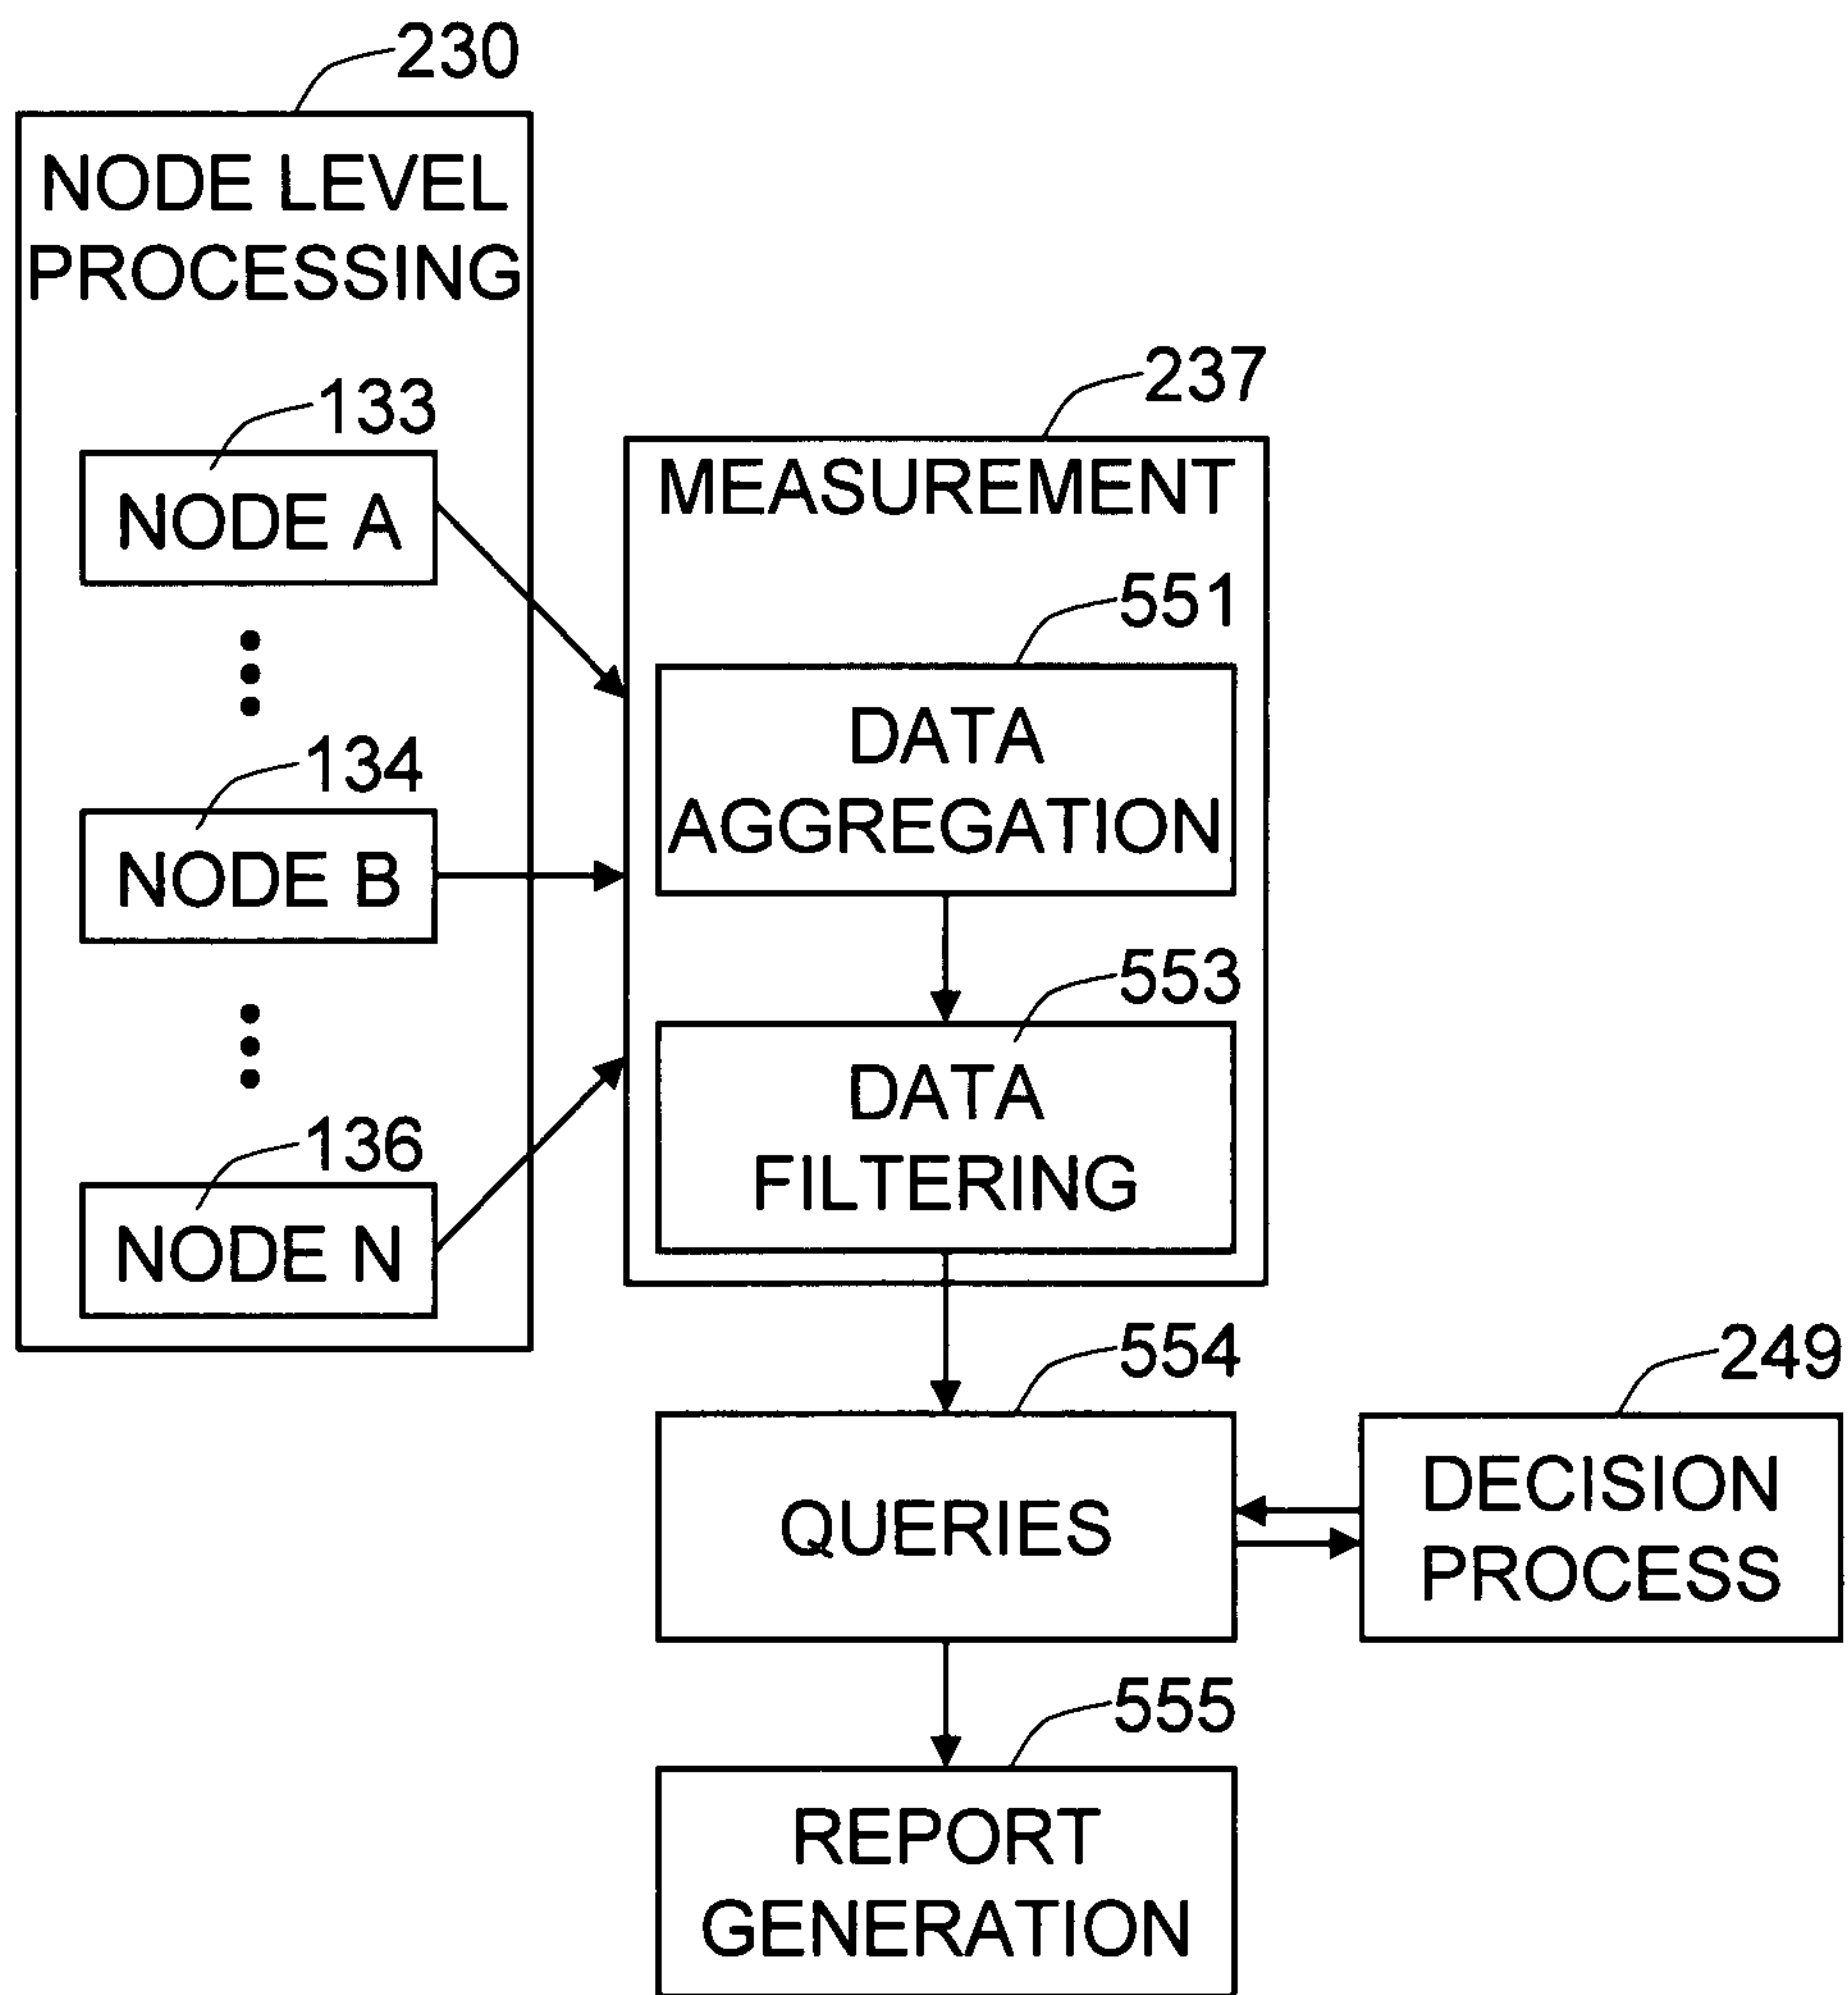 230
NODE LEVEL
PROCESSING
133
NODE A
134
NODE B
136
NODE N
237
MEASUREMENT
551
DATA
AGGREGATION
553
DATA
FILTERING
554
QUERIES
249
DECISION
PROCESS
555
REPORT
GENERATION